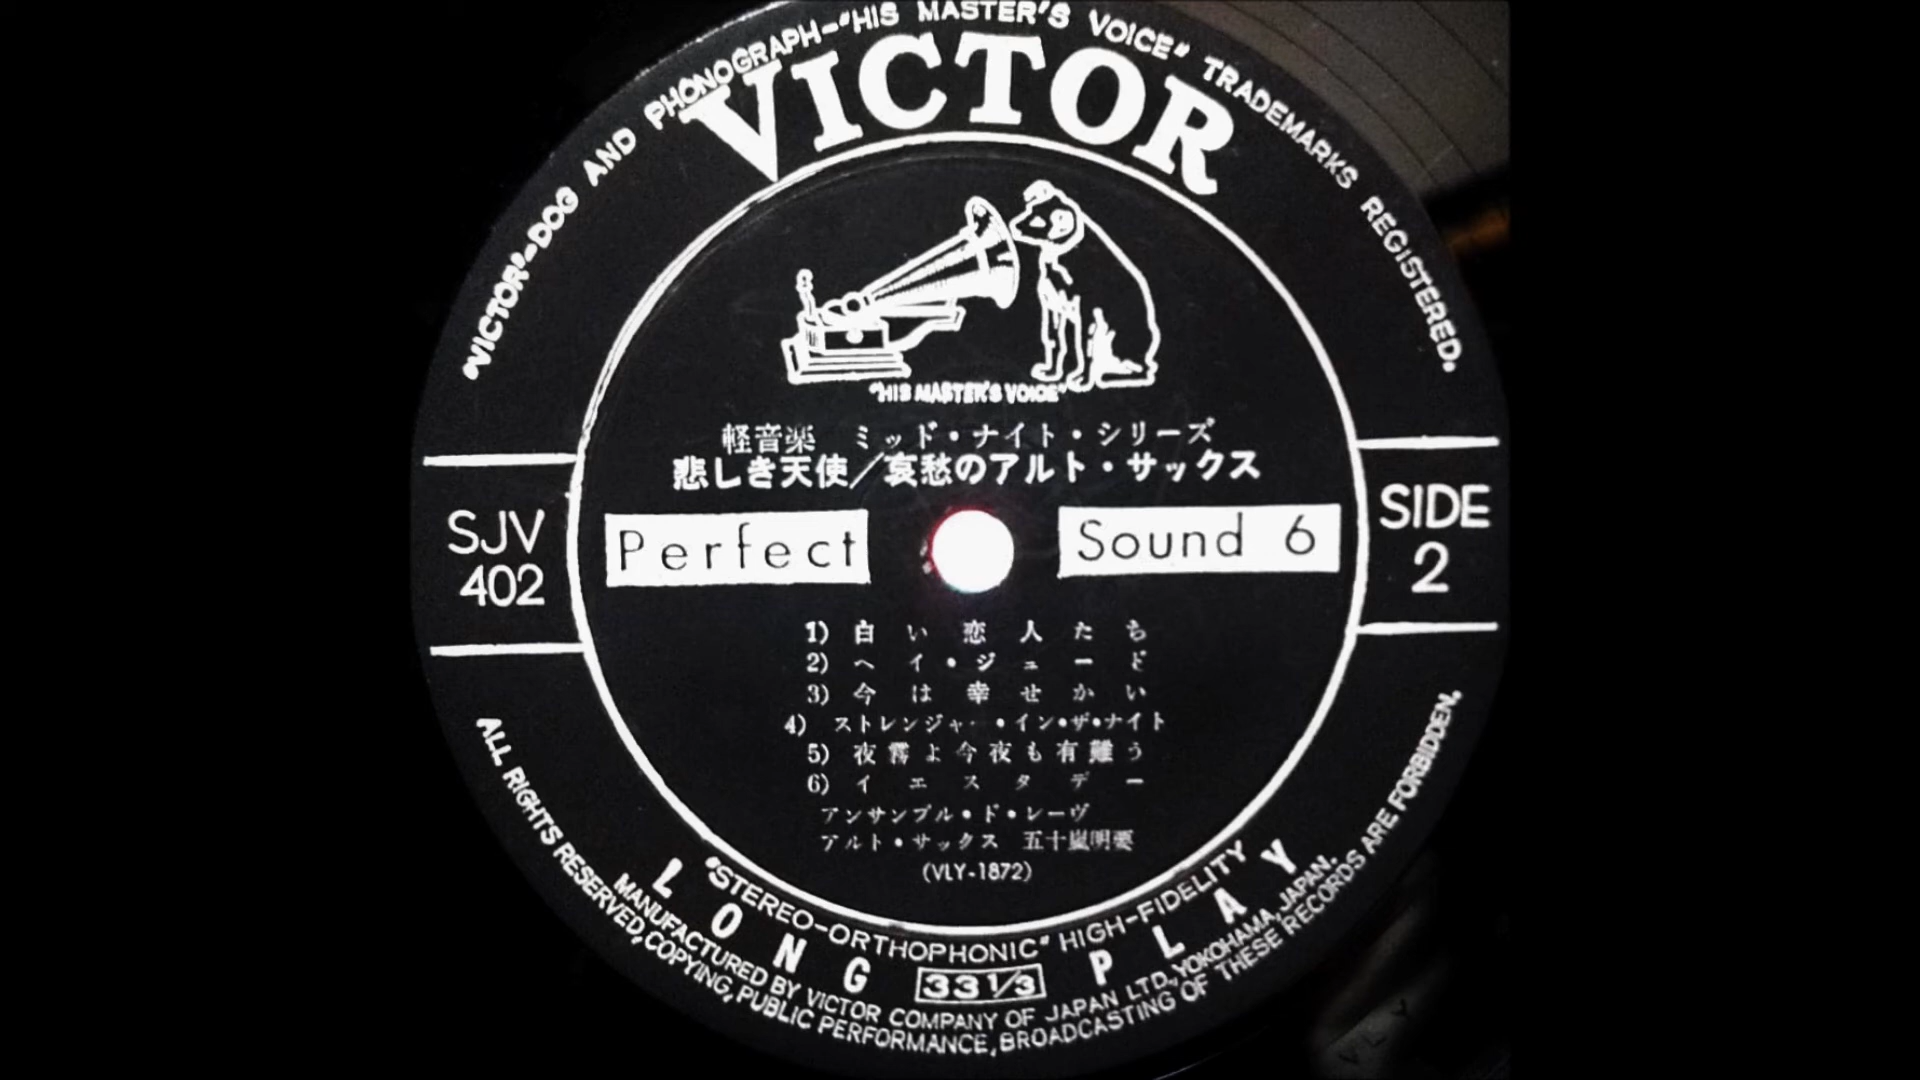 "VICTOR"-DOG AND PHONOGRAPH-"HIS MASTER'S VOICE" TRADEMARKS REGISTERED.
VICTOR
"HIS MASTER'S VOICE"
軽音楽 ミッド・ナイト・シリーズ
悲しき天使/哀愁のアルト・サックス
SJV
402
Perfect Sound 6
SIDE
2
1) 白い恋人たち
2) ヘイ・ジュード
3) 今は幸せかい
4) ストレンジャー・イン・ザ・ナイト
5) 夜霧よ今夜も有難う
6) イエスタデー
アンサンブル・ド・レーヴ
アルト・サックス 五十嵐明要
(VLY-1872)
"STEREO-ORTHOPHONIC" HIGH-FIDELITY
LONG 33 1/3 PLAY
MANUFACTURED BY VICTOR COMPANY OF JAPAN LTD., YOKOHAMA, JAPAN.
ALL RIGHTS RESERVED, COPYING, PUBLIC PERFORMANCE, BROADCASTING OF THESE RECORDS ARE FORBIDDEN.